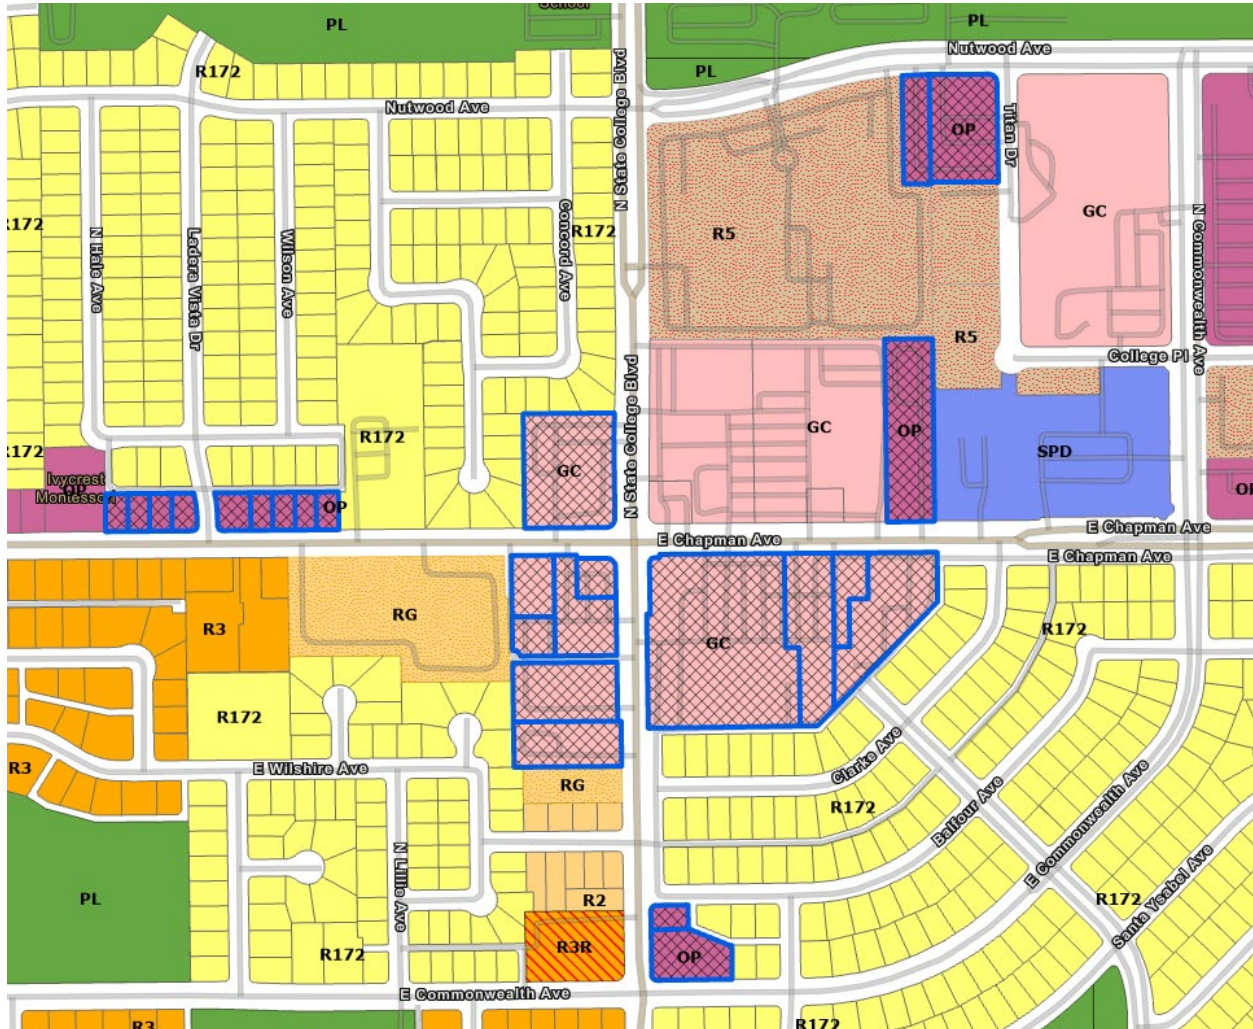 School
PL
PL
Nutwood Ave
R172
PL
Nutwood Ave
N State College Blvd
OP
Titan Dr
R172
N Hale Ave
Ladera Vista Dr
Wilson Ave
Concord Ave
R172
R5
GC
N Commonwealth Ave
R5
College Pl
N State College Blvd
R172
R172
GC
GC
OP
SPD
Ivycrest
Montessori
OP
OP
OP
E Chapman Ave
E Chapman Ave
E Chapman Ave
RG
R3
GC
R172
R172
E Wilshire Ave
R3
RG
Clarke Ave
R172
Balfour Ave
E Commonwealth Ave
N Lillie Ave
PL
R2
R172
Santa Ysabel Ave
R172
R3R
OP
E Commonwealth Ave
R3
R172